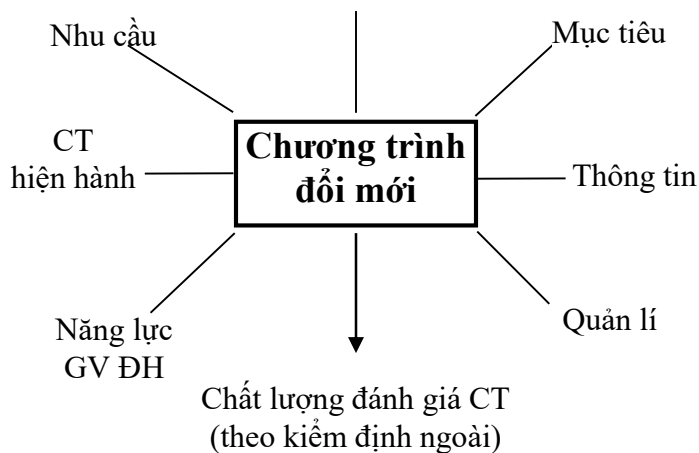 Nhu cầu
Mục tiêu
CT
hiện hành
Chương trình
đổi mới
Thông tin
Năng lực
GV ĐH
Quản lí
Chất lượng đánh giá CT
(theo kiểm định ngoài)